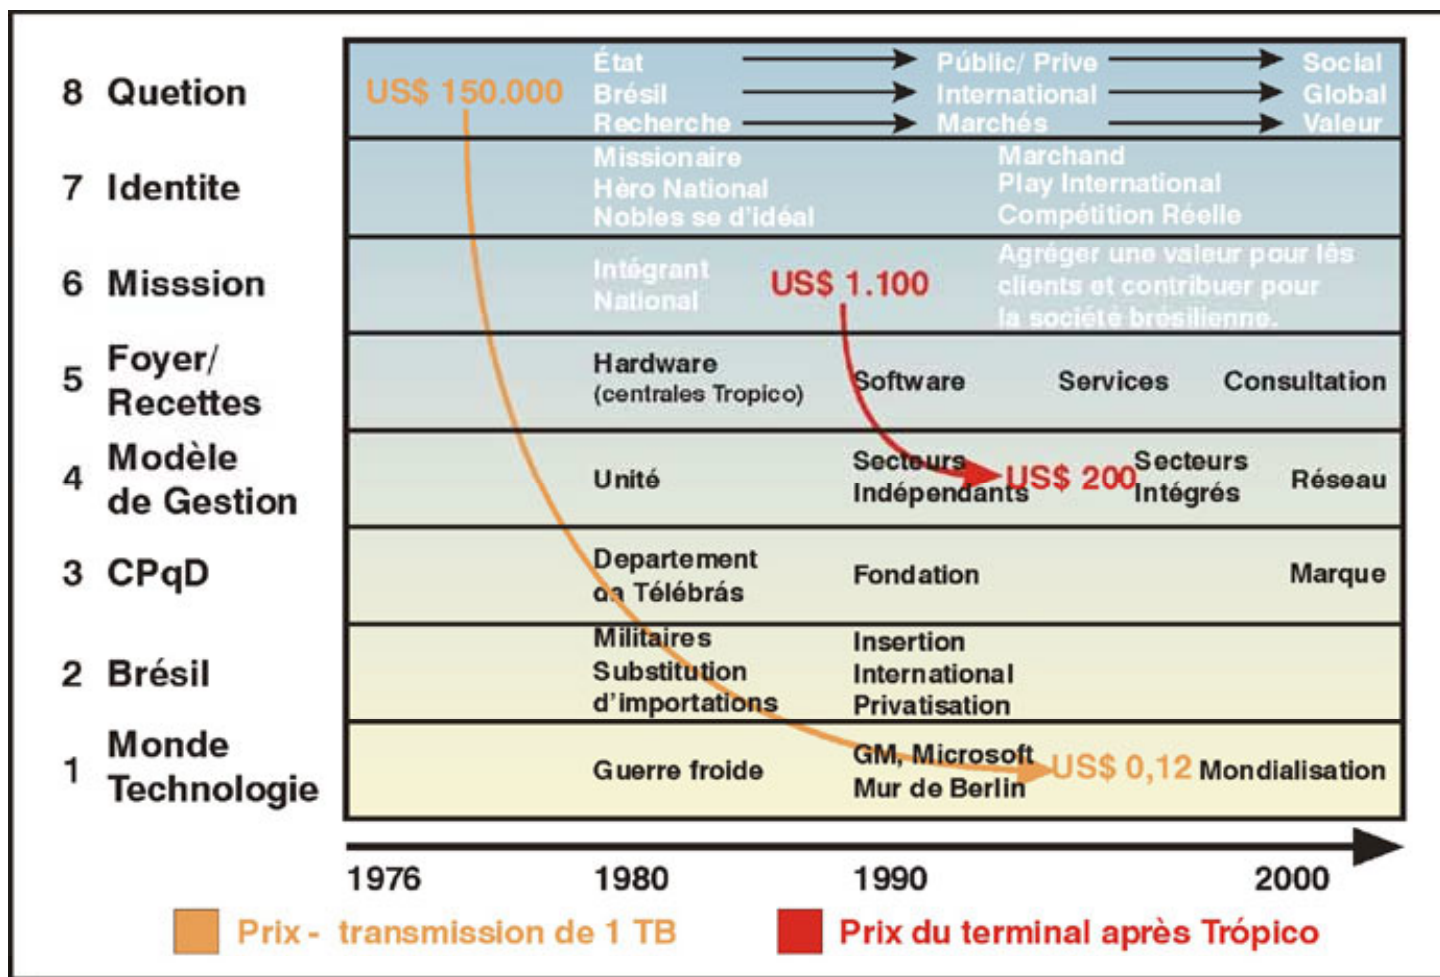 8 Quetion
US$ 150.000
État Públic/ Prive Social
Brésil International Global
Recherche Marchés Valeur
7 Identite
Missionaire
Hèro National
Nobles se d'idéal
Marchand
Play International
Compétition Réelle
6 Misssion
Intégrant
National
US$ 1.100
Agréger une valeur pour lês
clients et contribuer pour
la société brésilienne.
5 Foyer/
Recettes
Hardware
(centrales Tropico)
Software
Services
Consultation
4 Modèle
de Gestion
Unité
Secteurs
Indépendants
US$ 200
Secteurs
Intégrés
Réseau
3 CPqD
Departement
da Télébrás
Fondation
Marque
2 Brésil
Militaires
Substitution
d'importations
Insertion
International
Privatisation
1 Monde
Technologie
Guerre froide
GM, Microsoft
Mur de Berlin
US$ 0,12
Mondialisation
1976 1980 1990 2000
Prix - transmission de 1 TB
Prix du terminal après Trópico